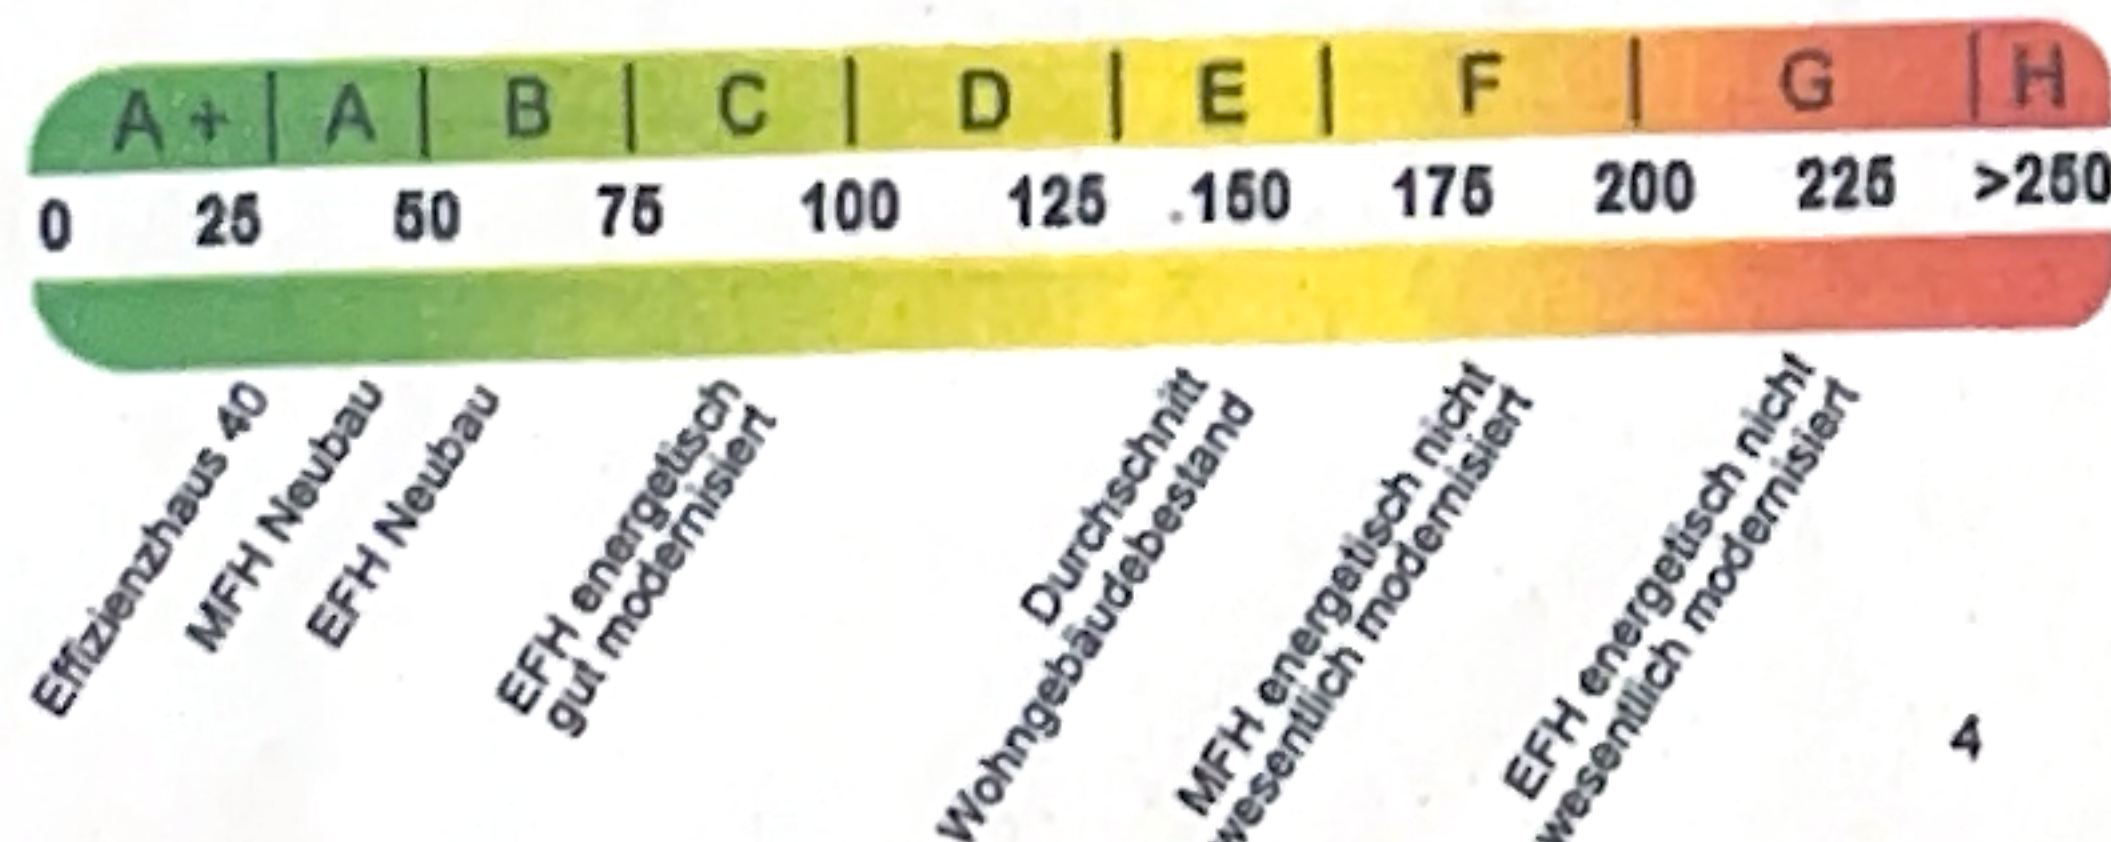 A+ | A | B | C | D | E | F | G | H
0 25 50 75 100 125 150 175 200 225 >250
Effizienzhaus 40
MFH Neubau
EFH Neubau
EFH energetisch
gut modernisiert
Durchschnitt
Wohngebäudebestand
MFH energetisch nicht
wesentlich modernisiert
EFH energetisch nicht
wesentlich modernisiert
4